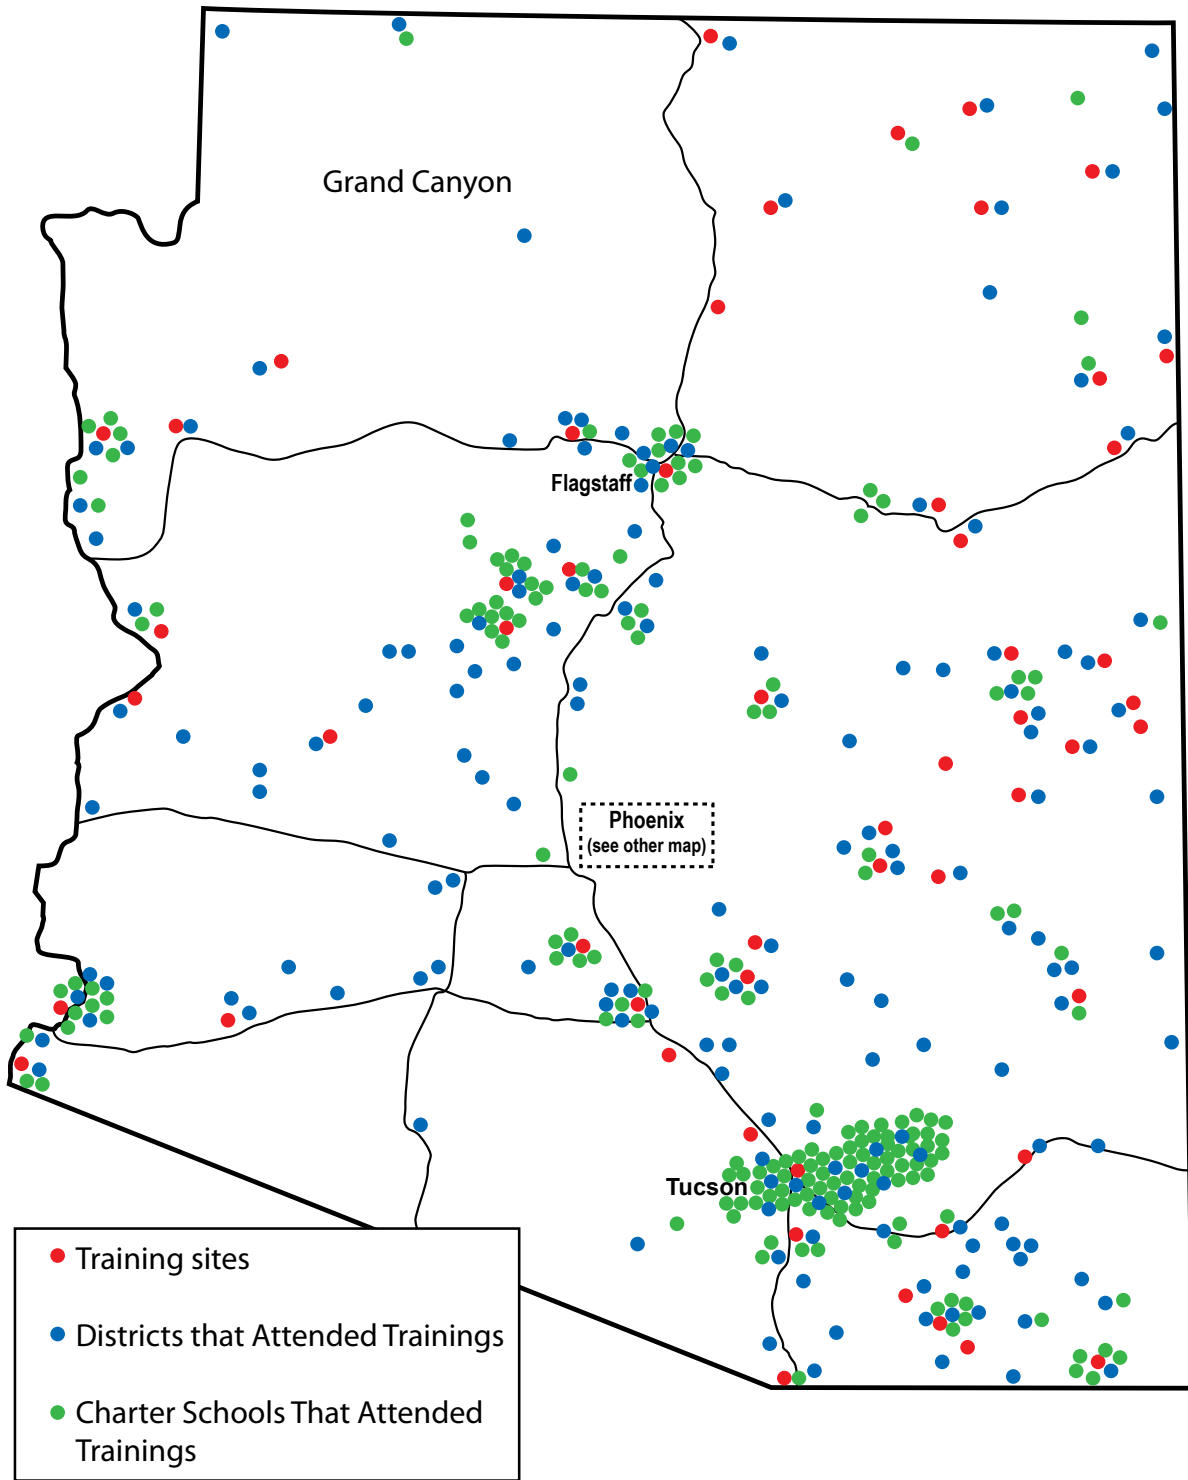 Grand Canyon
Flagstaff
Phoenix
(see other map)
Tucson
Training sites
Districts that Attended Trainings
Charter Schools That Attended
Trainings